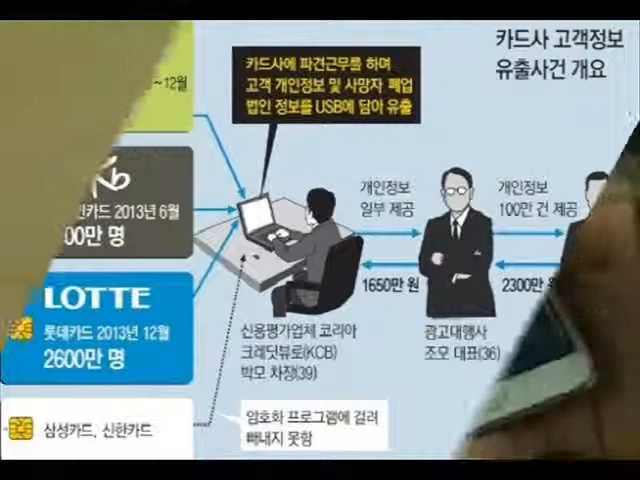 카드사 고객정보
유출사건 개요
카드사에 파견근무를 하며
고객 개인정보 및 사망자 폐업
법인 정보를 USB에 담아 유출
~12월
카드 2013년 6월
00만 명
LOTTE
롯데카드 2013년 12월
2600만 명
삼성카드, 신한카드
개인정보
일부 제공
1650만 원
개인정보
100만 건 제공
2300만
신용평가업체 코리아
크레딧뷰로(KCB)
박모 차장(39)
광고대행사
조모 대표(36)
암호화 프로그램에 걸려
빼내지 못함